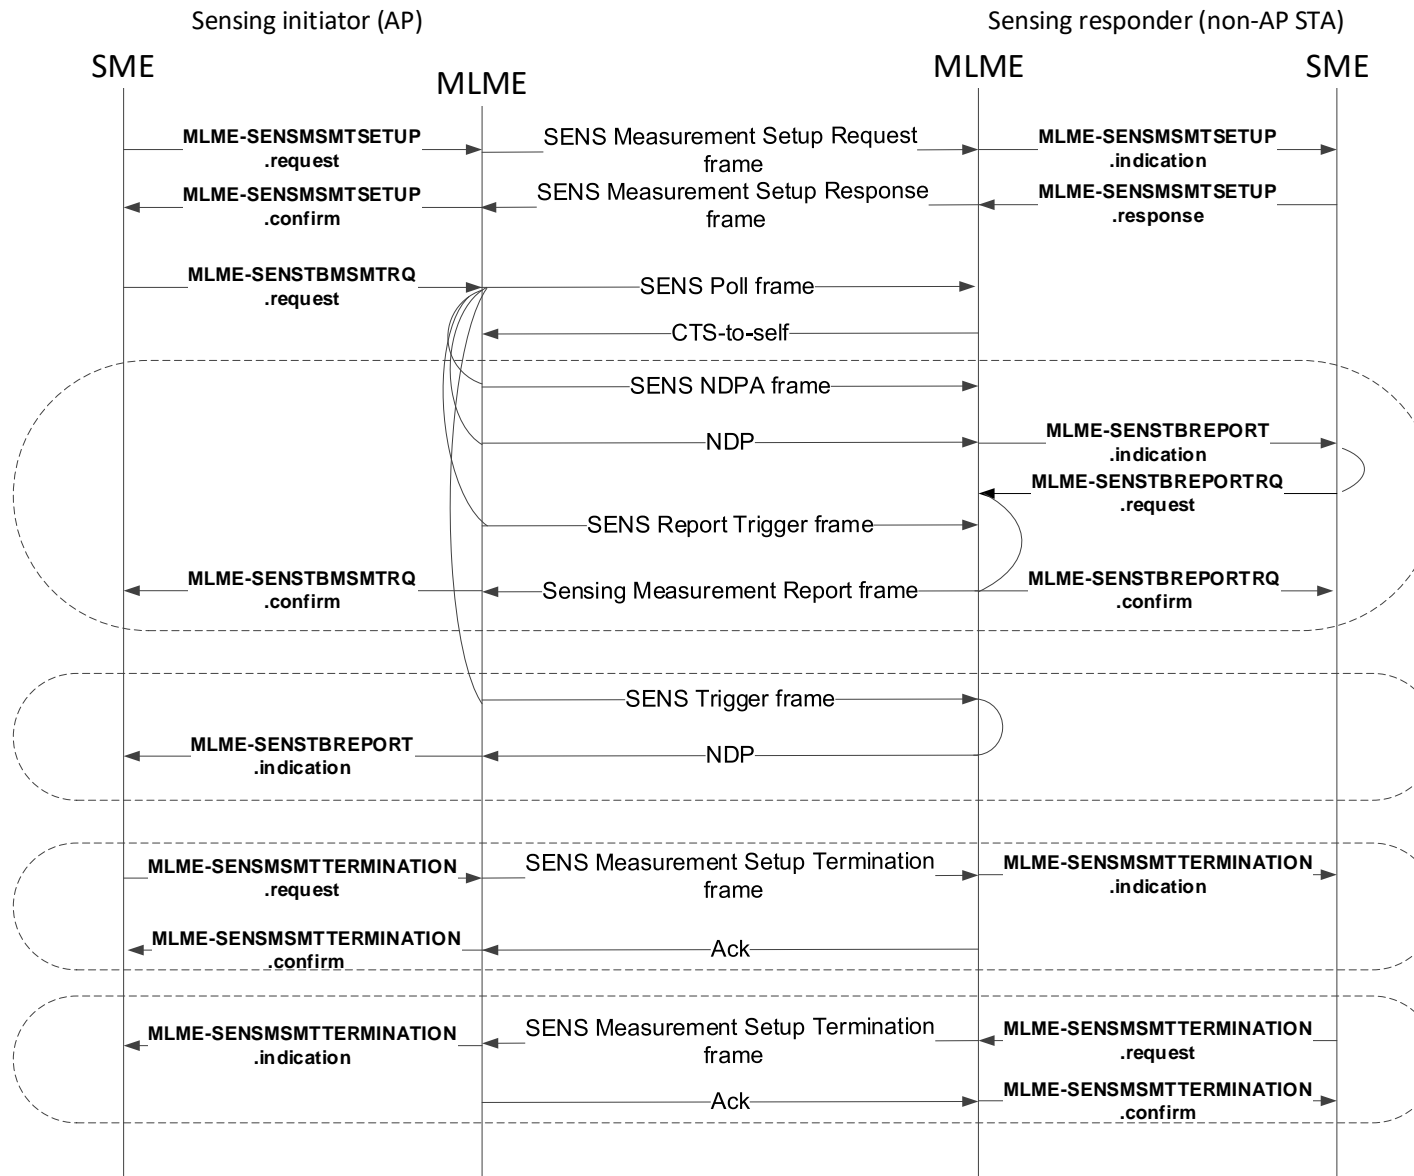 Sensing initiator (AP)
Sensing responder (non-AP STA)
SME
MLME
MLME
SME
MLME-SENSMSMTSETUP
.request
SENS Measurement Setup Request
frame
MLME-SENSMSMTSETUP
.indication
MLME-SENSMSMTSETUP
.confirm
SENS Measurement Setup Response
frame
MLME-SENSMSMTSETUP
.response
MLME-SENSTBMSMTRQ
.request
SENS Poll frame
CTS-to-self
SENS NDPA frame
NDP
MLME-SENSTBREPORT
.indication
MLME-SENSTBREPORTRQ
.request
SENS Report Trigger frame
MLME-SENSTBMSMTRQ
.confirm
Sensing Measurement Report frame
MLME-SENSTBREPORTRQ
.confirm
SENS Trigger frame
MLME-SENSTBREPORT
.indication
NDP
MLME-SENSMSMTTERMINATION
.request
SENS Measurement Setup Termination
frame
MLME-SENSMSMTTERMINATION
.indication
MLME-SENSMSMTTERMINATION
.confirm
Ack
MLME-SENSMSMTTERMINATION
.indication
SENS Measurement Setup Termination
frame
MLME-SENSMSMTTERMINATION
.request
Ack
MLME-SENSMSMTTERMINATION
.confirm